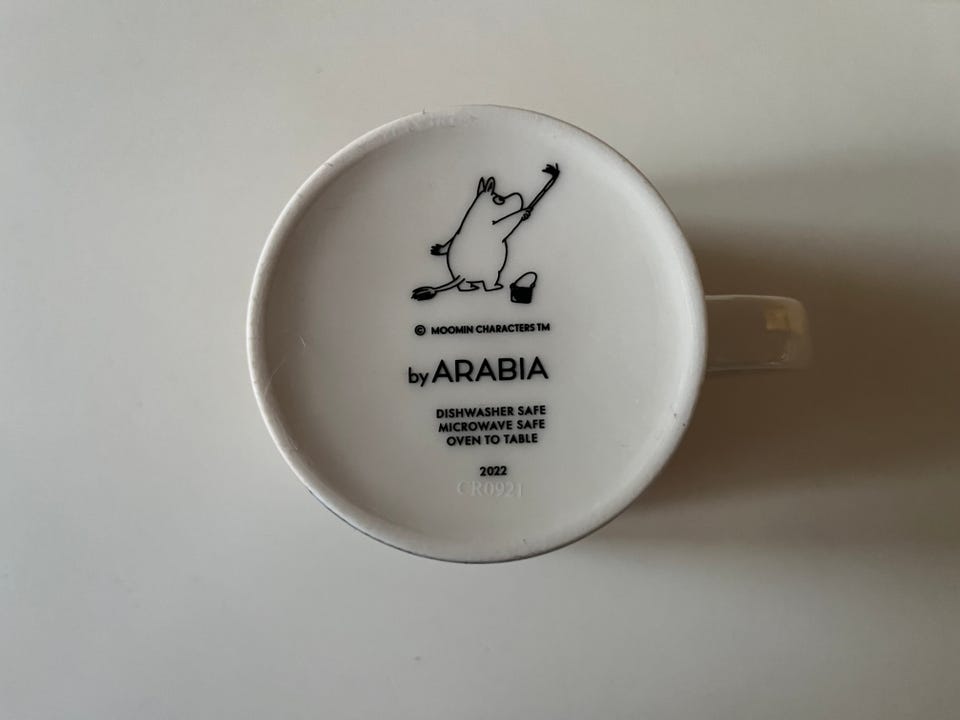 © MOOMIN CHARACTERS TM
by ARABIA
DISHWASHER SAFE
MICROWAVE SAFE
OVEN TO TABLE
2022
CR0921